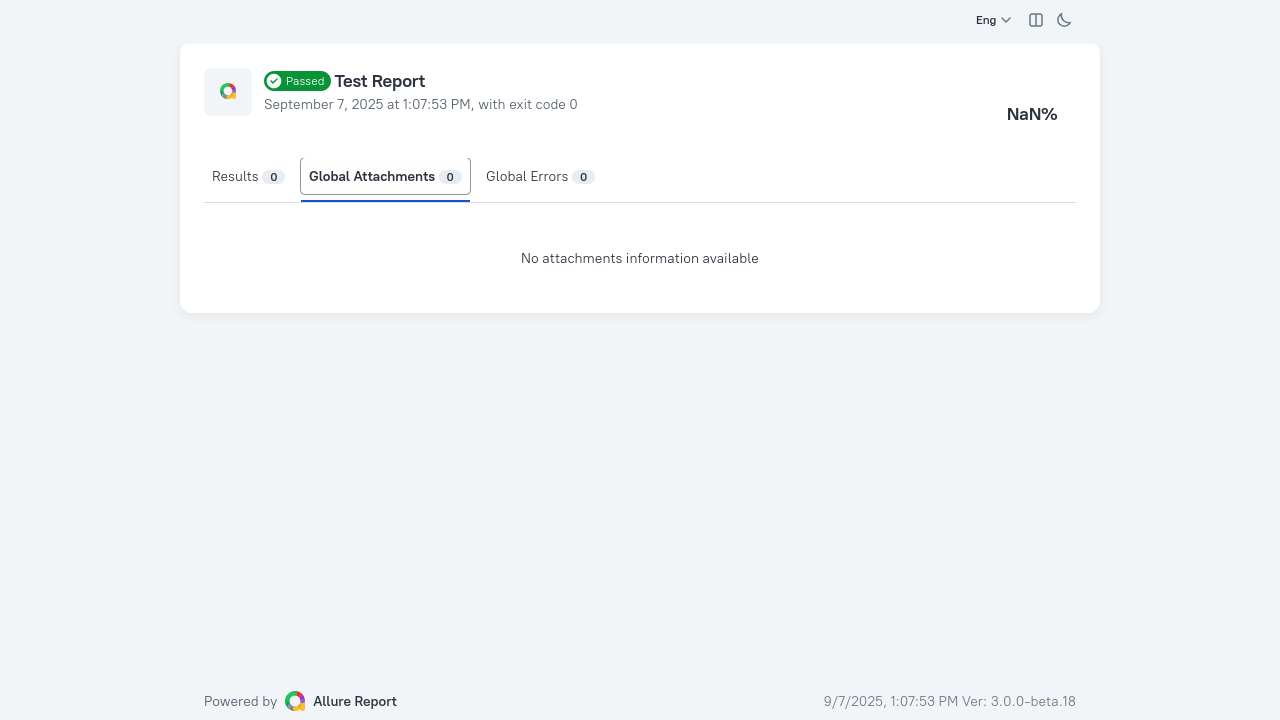 Eng
Passed Test Report
September 7, 2025 at 1:07:53 PM, with exit code 0
NaN%
Results 0 Global Attachments 0 Global Errors 0
No attachments information available
Powered by Allure Report 9/7/2025, 1:07:53 PM Ver: 3.0.0-beta.18